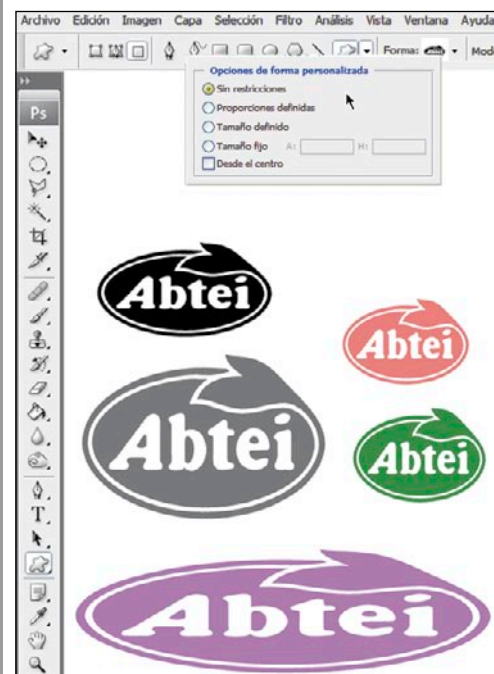 Archivo Edición Imagen Capa Selección Filtro Análisis Vista Ventana Ayuda
Forma: Mod
Opciones de forma personalizada
Sin restricciones
Proporciones definidas
Tamaño definido
Tamaño fijo A: H:
Desde el centro
Ps
T
Abtei
Abtei
Abtei
Abtei
Abtei